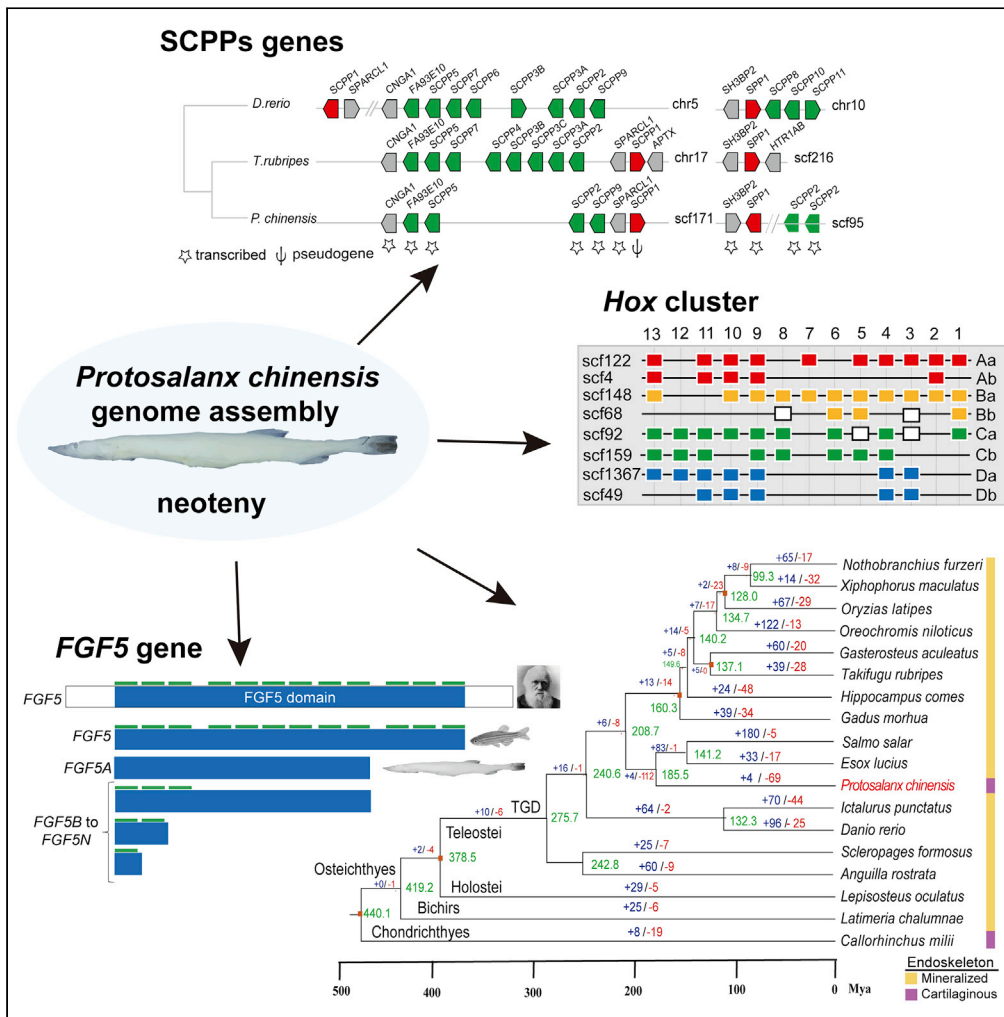 SCPPs genes
SCPP1 SPARCL1 CNGA1 FA93E10 SCPP5 SCPP7 SCPP6 SCPP3B SCPP3A SCPP2 SCPP9 SH3BP2 SPP1 SCPP8 SCPP10 SCPP11
D.rerio chr5 chr10
CNGA1 FA93E10 SCPP5 SCPP7 SCPP4 SCPP3B SCPP3C SCPP3A SCPP2 SPARCL1 SCPP1 APTX SH3BP2 SPP1 HTR1AB
T.rubripes chr17 scf216
CNGA1 FA93E10 SCPP5 SCPP2 SCPP9 SPARCL1 SCPP1 SH3BP2 SPP1 SCPP2 SCPP2
P. chinensis scf171 scf95
transcribed ψ pseudogene ψ
Hox cluster
13 12 11 10 9 8 7 6 5 4 3 2 1
scf122 Aa
scf4 Ab
scf148 Ba
scf68 Bb
scf92 Ca
scf159 Cb
scf1367 Da
scf49 Db
Protosalanx chinensis
genome assembly
neoteny
FGF5 gene
FGF5 FGF5 domain
FGF5
FGF5A
FGF5B to
FGF5N
+65/-17 Nothobranchius furzeri
+8/-9 99.3
+14/-32 Xiphophorus maculatus
+2/-23 128.0
+67/-29 Oryzias latipes
+7/-17 134.7
+122/-13 Oreochromis niloticus
+14/-5 140.2
+60/-20 Gasterosteus aculeatus
+5/-8
149.6 +5/0 137.1
+39/-28 Takifugu rubripes
+13/-14
+24/-48 Hippocampus comes
160.3
+39/-34 Gadus morhua
+6/-8 208.7
+180/-5 Salmo salar
+83/-1 141.2
+33/-17 Esox lucius
240.6 +4/-112 185.5
+4/-69 Protosalanx chinensis
+16/-1
+70/-44 Ictalurus punctatus
275.7 +64/-2 132.3
TGD
+96/-25 Danio rerio
+10/-6
+25/-7 Scleropages formosus
Teleostei
242.8
+60/-9 Anguilla rostrata
+2/-4 378.5
Osteichthyes
+29/-5 Lepisosteus oculatus
+0/-1 419.2 Holostei
+25/-6 Latimeria chalumnae
Bichirs
440.1
Chondrichthyes +8/-19 Callorhinchus milii
500 400 300 200 100 0 Mya
Endoskeleton
Mineralized
Cartilaginous